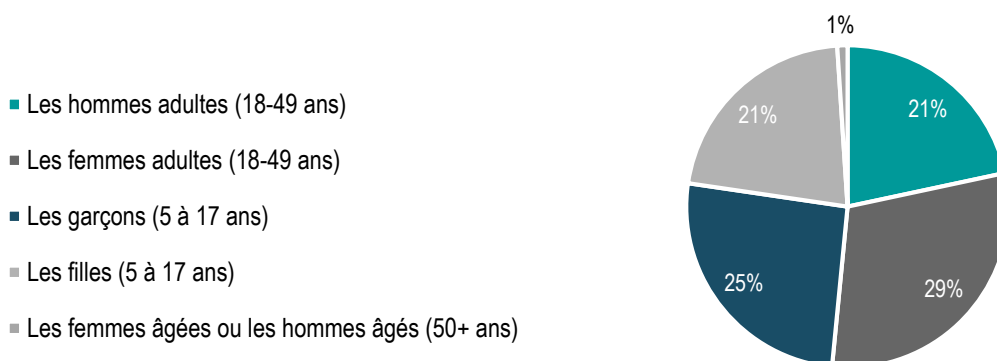 1%
Les hommes adultes (18-49 ans)
21%
21%
Les femmes adultes (18-49 ans)
Les garçons (5 à 17 ans)
Les filles (5 à 17 ans)
25%
29%
Les femmes âgées ou les hommes âgés (50+ ans)